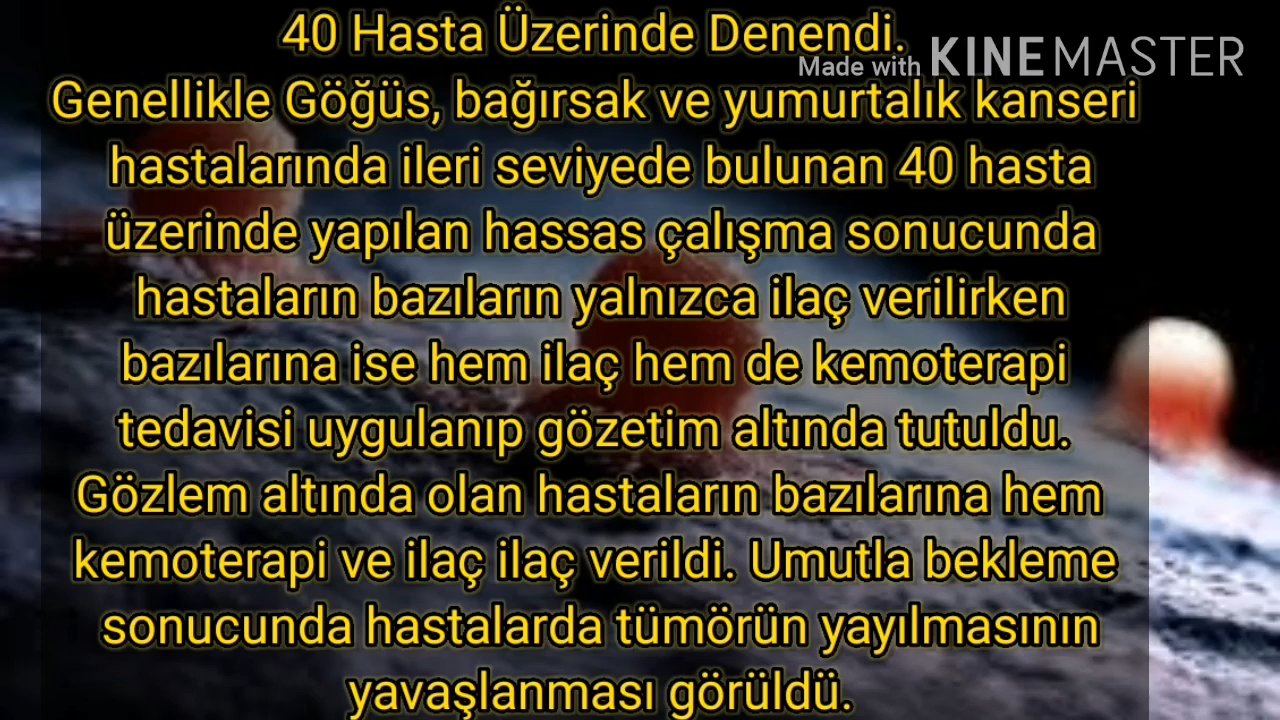 40 Hasta Üzerinde Denendi.
Made with KINEMASTER
Genellikle Göğüs, bağırsak ve yumurtalık kanseri
hastalarında ileri seviyede bulunan 40 hasta
üzerinde yapılan hassas çalışma sonucunda
hastaların bazıların yalnızca ilaç verilirken
bazılarına ise hem ilaç hem de kemoterapi
tedavisi uygulanıp gözetim altında tutuldu.
Gözlem altında olan hastaların bazılarına hem
kemoterapi ve ilaç ilaç verildi. Umutla bekleme
sonucunda hastalarda tümörün yayılmasının
yavaşlanması görüldü.